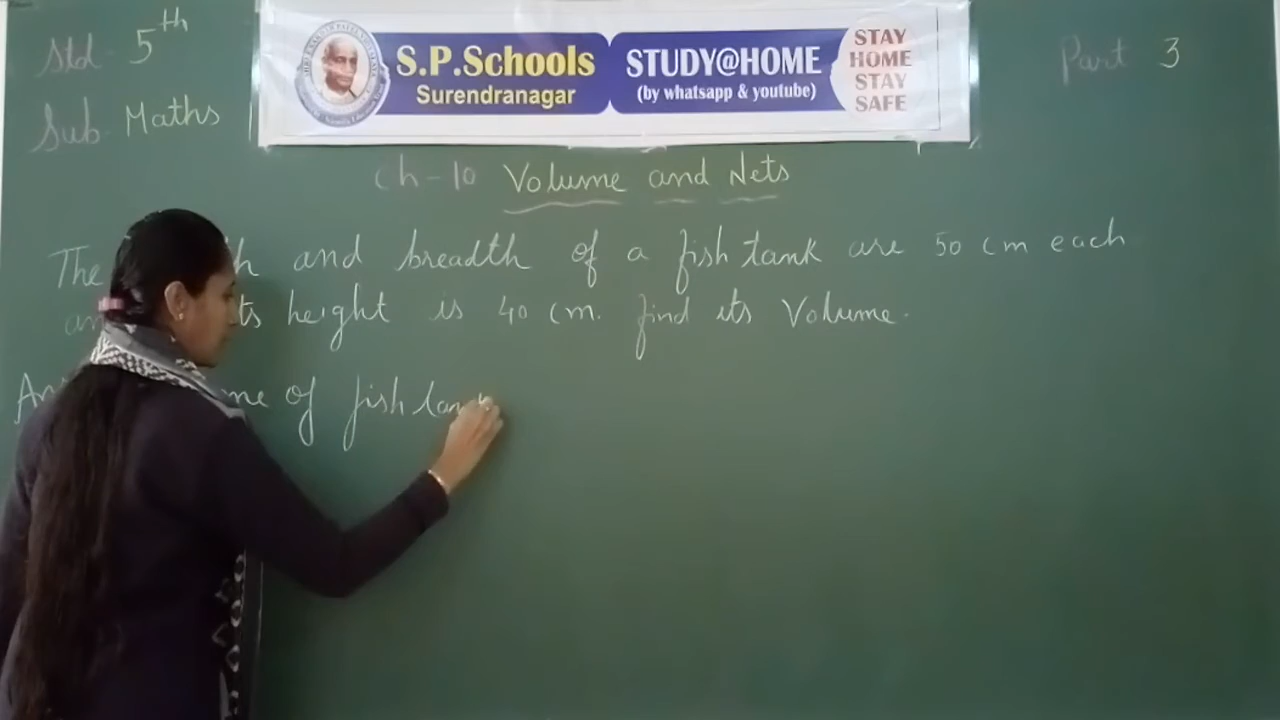 Std 5th
Sub Maths
S.P.Schools
Surendranagar
STUDY@HOME
(by whatsapp & youtube)
STAY
HOME
STAY
SAFE
Part 3
Ch-10 Volume and Nets
The and breadth of a fish tank are 50 cm each
height is 40 cm. find its Volume.
of fish tank